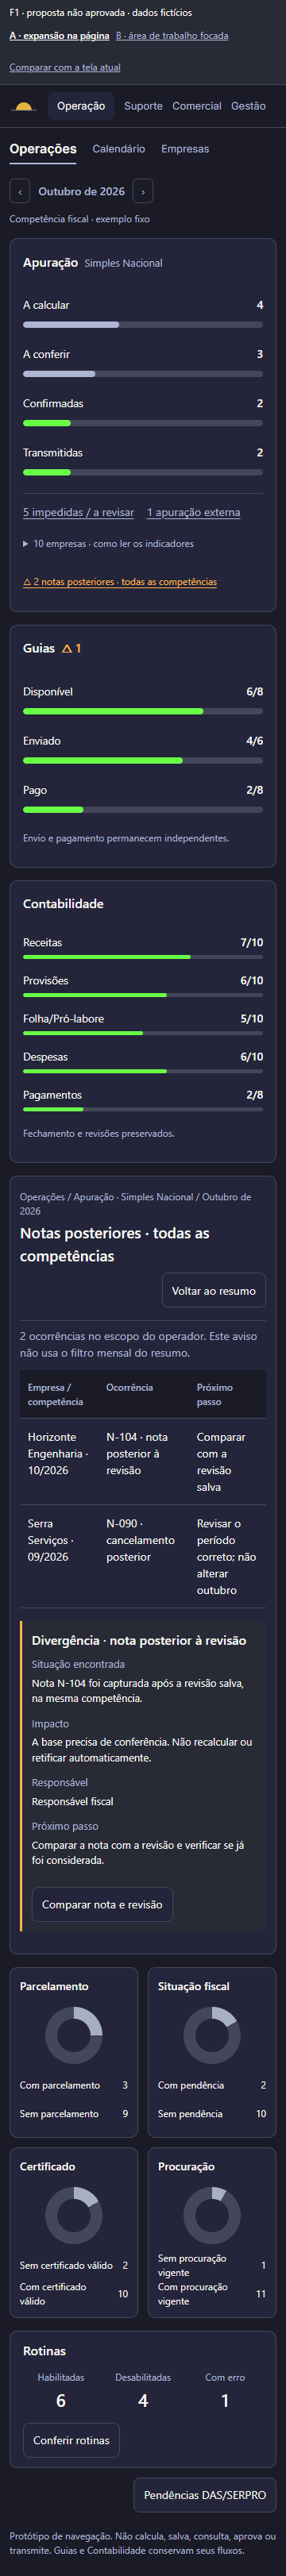 F1 · proposta não aprovada · dados fictícios
A · expansão na página B · área de trabalho focada
Comparar com a tela atual
Operação Suporte Comercial Gestão
Operações Calendário Empresas
‹ Outubro de 2026 ›
Competência fiscal · exemplo fixo
Apuração Simples Nacional
A calcular 4
A conferir 3
Confirmadas 2
Transmitidas 2
5 impedidas / a revisar 1 apuração externa
▶ 10 empresas · como ler os indicadores
△ 2 notas posteriores · todas as competências
Guias △ 1
Disponível 6/8
Enviado 4/6
Pago 2/8
Envio e pagamento permanecem independentes.
Contabilidade
Receitas 7/10
Provisões 6/10
Folha/Pró-labore 5/10
Despesas 6/10
Pagamentos 2/8
Fechamento e revisões preservados.
Operações / Apuração · Simples Nacional / Outubro de
2026
Notas posteriores · todas as
competências
Voltar ao resumo
2 ocorrências no escopo do operador. Este aviso
não usa o filtro mensal do resumo.
Empresa / Ocorrência Próximo
competência passo
Horizonte N-104 · nota Comparar
Engenharia · posterior à com a
10/2026 revisão revisão
salva
Serra N-090 · Revisar o
Serviços · cancelamento período
09/2026 posterior correto; não
alterar
outubro
Divergência · nota posterior à revisão
Situação encontrada
Nota N-104 foi capturada após a revisão salva,
na mesma competência.
Impacto
A base precisa de conferência. Não recalcular ou
retificar automaticamente.
Responsável
Responsável fiscal
Próximo passo
Comparar a nota com a revisão e verificar se já
foi considerada.
Comparar nota e revisão
Parcelamento
Com parcelamento 3
Sem parcelamento 9
Situação fiscal
Com pendência 2
Sem pendência 10
Certificado
Sem certificado válido 2
Com certificado 10
válido
Procuração
Sem procuração 1
vigente
Com procuração 11
vigente
Rotinas
Habilitadas Desabilitadas Com erro
6 4 1
Conferir rotinas
Pendências DAS/SERPRO
Protótipo de navegação. Não calcula, salva, consulta, aprova ou
transmite. Guias e Contabilidade conservam seus fluxos.